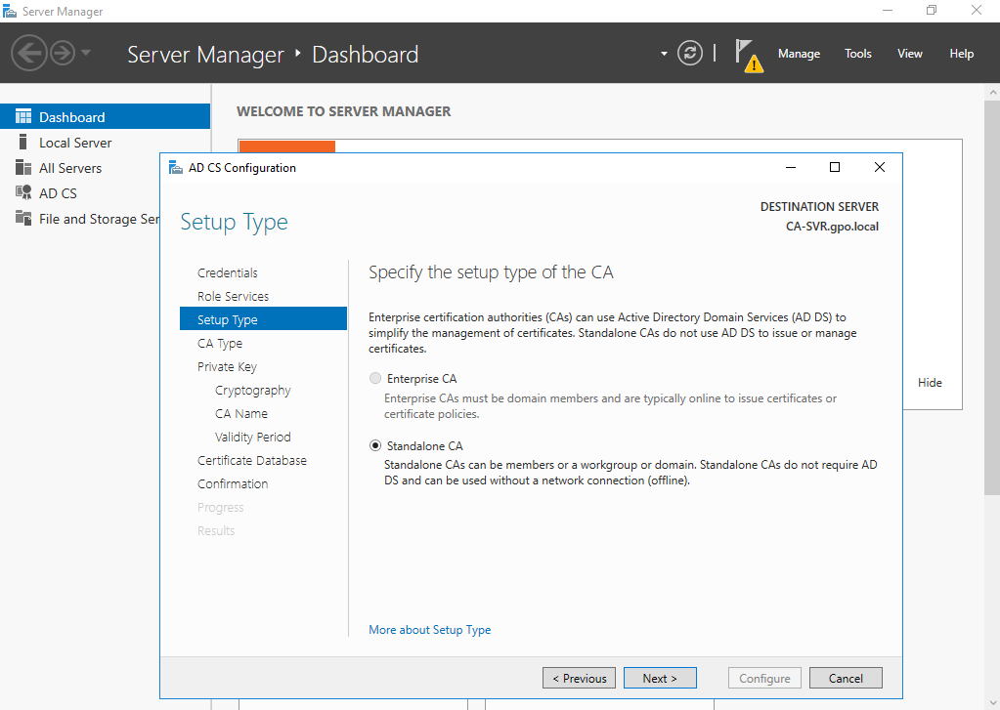 Server Manager
Server Manager
Dashboard
Manage
Tools
View
Help
Dashboard
Local Server
All Servers
AD CS
File and Storage Ser
WELCOME TO SERVER MANAGER
Hide
AD CS Configuration
Setup Type
DESTINATION SERVER
CA-SVR.gpo.local
Credentials
Role Services
Setup Type
CA Type
Private Key
Cryptography
CA Name
Validity Period
Certificate Database
Confirmation
Progress
Results
Specify the setup type of the CA
Enterprise certification authorities (CAs) can use Active Directory Domain Services (AD DS) to
simplify the management of certificates. Standalone CAs do not use AD DS to issue or manage
certificates.
Enterprise CA
Enterprise CAs must be domain members and are typically online to issue certificates or
certificate policies.
Standalone CA
Standalone CAs can be members or a workgroup or domain. Standalone CAs do not require AD
DS and can be used without a network connection (offline).
More about Setup Type
< Previous
Next >
Configure
Cancel